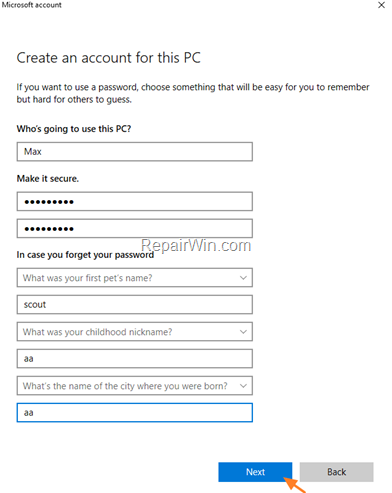 Microsoft account
Create an account for this PC
If you want to use a password, choose something that will be easy for you to remember
but hard for others to guess.
Who's going to use this PC?
Max
Make it secure.
●●●●●●●●●
●●●●●●●●●
RepairWin.com
In case you forget your password
What was your first pet's name?
scout
What was your childhood nickname?
aa
What's the name of the city where you were born?
aa
Next
Back